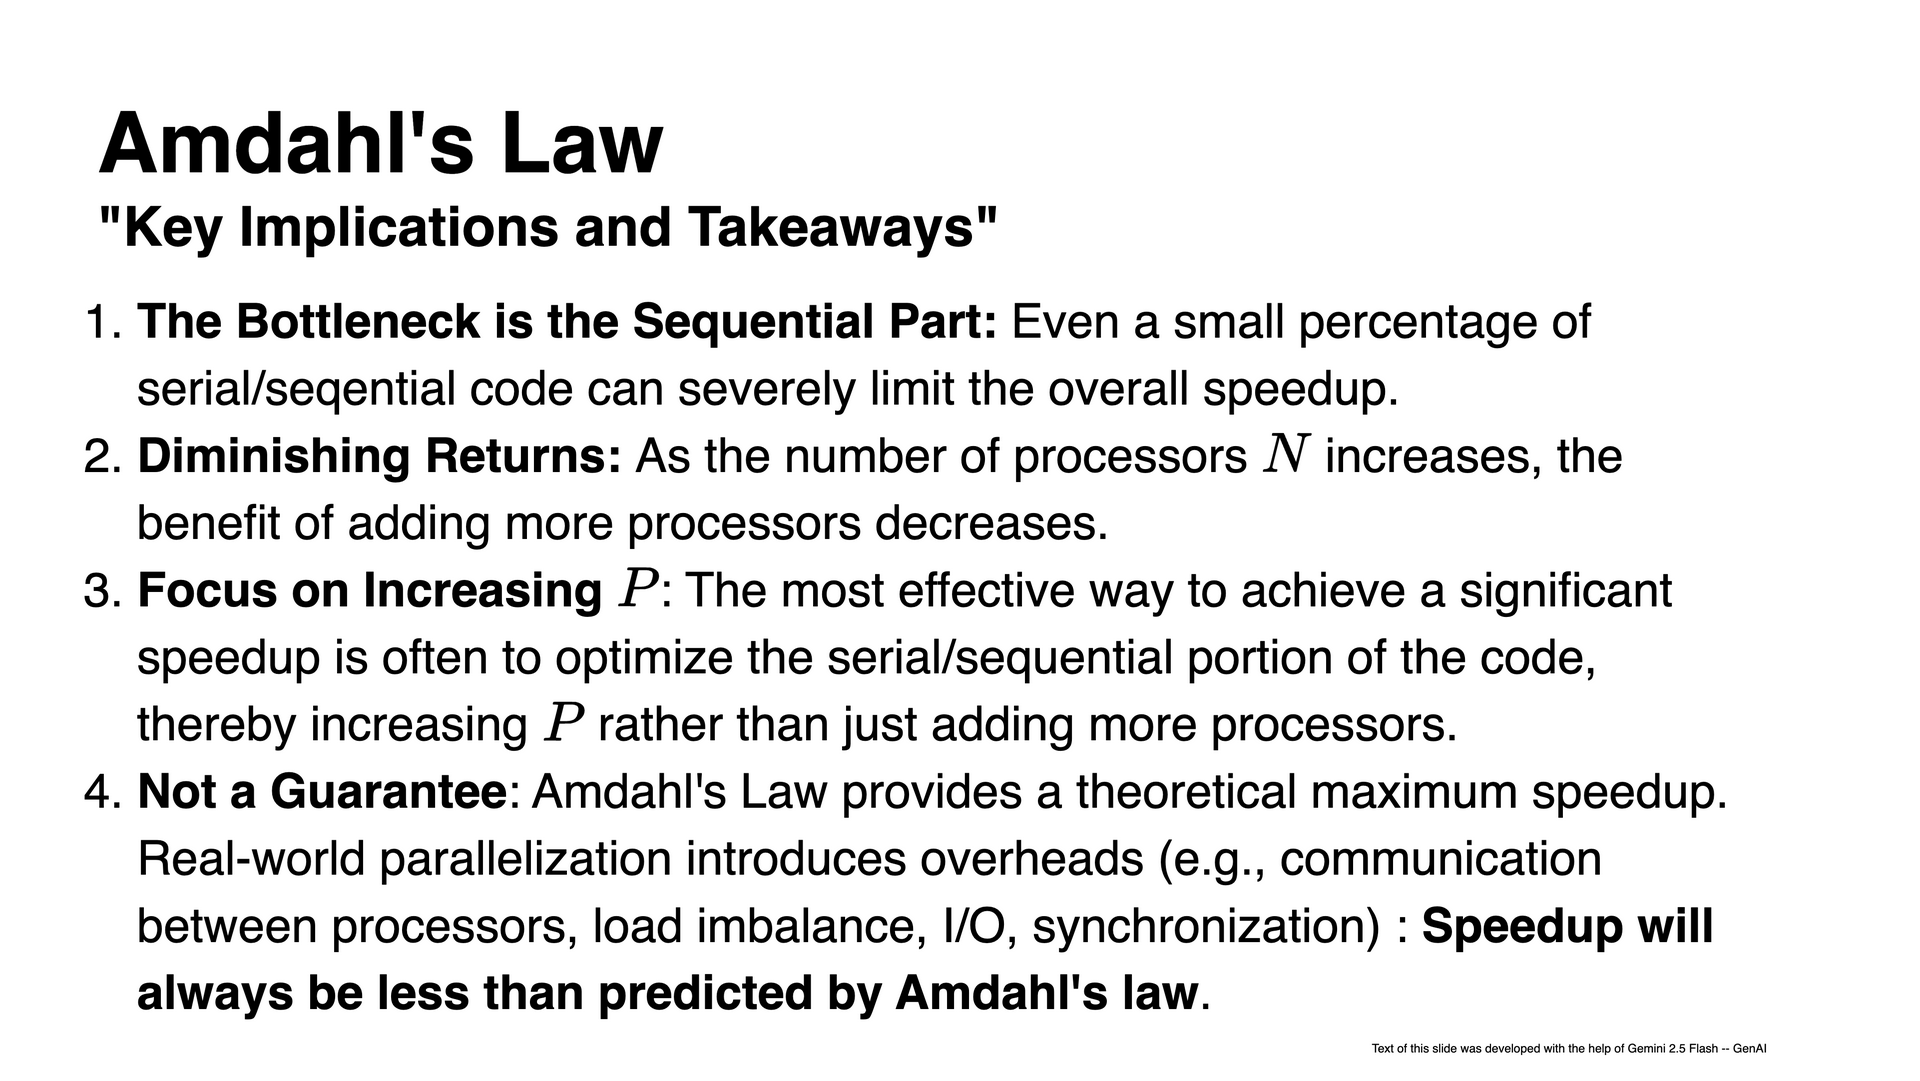 Amdahl's Law
"Key Implications and Takeaways"
1. The Bottleneck is the Sequential Part: Even a small percentage of
serial/seqential code can severely limit the overall speedup.
2. Diminishing Returns: As the number of processors N increases, the
benefit of adding more processors decreases.
3. Focus on Increasing P: The most effective way to achieve a significant
speedup is often to optimize the serial/sequential portion of the code,
thereby increasing P rather than just adding more processors.
4. Not a Guarantee: Amdahl's Law provides a theoretical maximum speedup.
Real-world parallelization introduces overheads (e.g., communication
between processors, load imbalance, I/O, synchronization) : Speedup will
always be less than predicted by Amdahl's law.
Text of this slide was developed with the help of Gemini 2.5 Flash -- GenAI